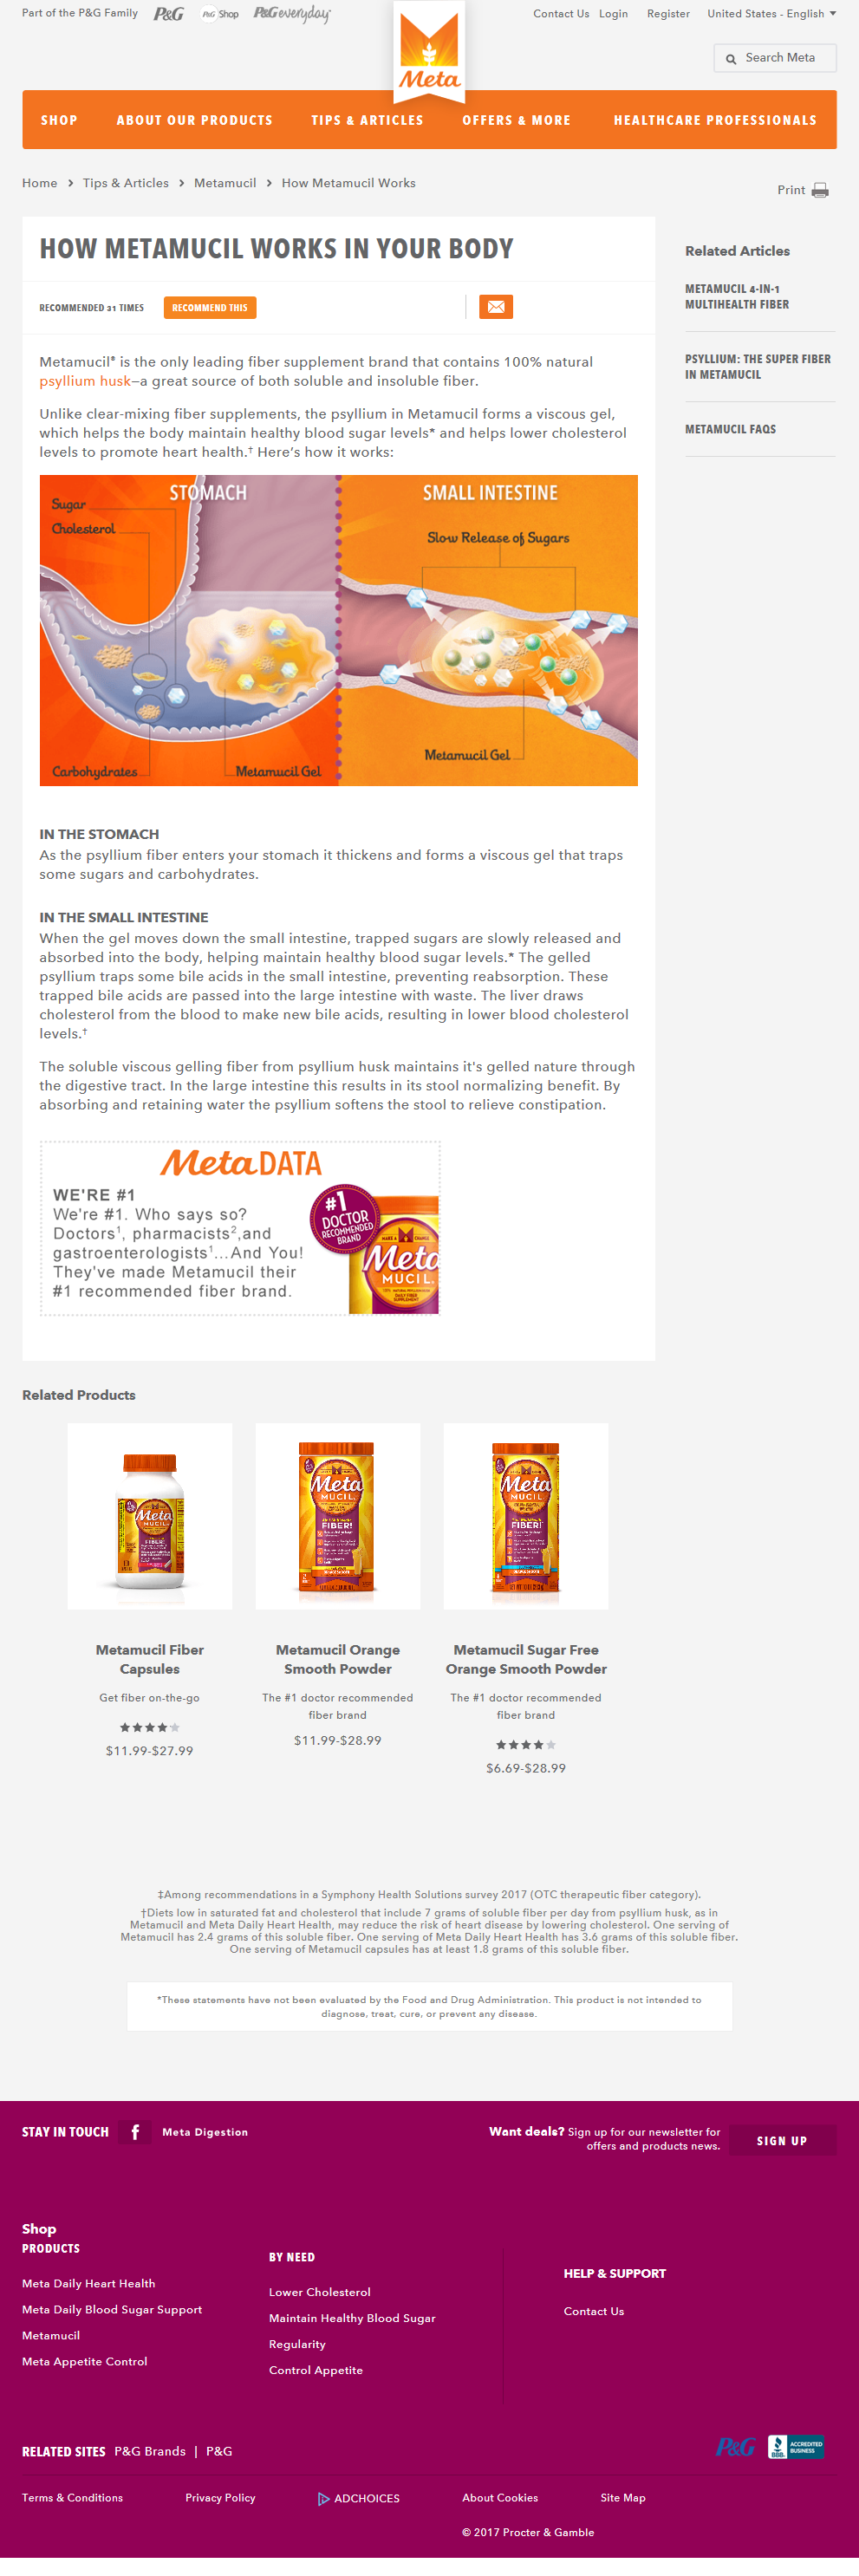 Part of the P&G Family P&G P&G Shop P&G everyday
Contact Us Login Register United States - English
Meta
Search Meta
SHOP ABOUT OUR PRODUCTS TIPS & ARTICLES OFFERS & MORE HEALTHCARE PROFESSIONALS
Home > Tips & Articles > Metamucil > How Metamucil Works
Print
HOW METAMUCIL WORKS IN YOUR BODY
RECOMMENDED 31 TIMES RECOMMEND THIS
Metamucil® is the only leading fiber supplement brand that contains 100% natural
psyllium husk—a great source of both soluble and insoluble fiber.
Unlike clear-mixing fiber supplements, the psyllium in Metamucil forms a viscous gel,
which helps the body maintain healthy blood sugar levels* and helps lower cholesterol
levels to promote heart health.† Here's how it works:
STOMACH SMALL INTESTINE
Sugar
Cholesterol
Slow Release of Sugars
Metamucil Gel
Carbohydrates Metamucil Gel
IN THE STOMACH
As the psyllium fiber enters your stomach it thickens and forms a viscous gel that traps
some sugars and carbohydrates.
IN THE SMALL INTESTINE
When the gel moves down the small intestine, trapped sugars are slowly released and
absorbed into the body, helping maintain healthy blood sugar levels.* The gelled
psyllium traps some bile acids in the small intestine, preventing reabsorption. These
trapped bile acids are passed into the large intestine with waste. The liver draws
cholesterol from the blood to make new bile acids, resulting in lower blood cholesterol
levels.†
The soluble viscous gelling fiber from psyllium husk maintains it's gelled nature through
the digestive tract. In the large intestine this results in its stool normalizing benefit. By
absorbing and retaining water the psyllium softens the stool to relieve constipation.
Meta DATA
WE'RE #1
We're #1. Who says so?
Doctors¹, pharmacists²,and
gastroenterologists¹...And You!
They've made Metamucil their
#1 recommended fiber brand.
#1
DOCTOR
RECOMMENDED
BRAND
Meta
MUCIL
Related Articles
METAMUCIL 4-IN-1
MULTIHEALTH FIBER
PSYLLIUM: THE SUPER FIBER
IN METAMUCIL
METAMUCIL FAQS
Related Products
Meta
MUCIL
FIBER!
Meta
MUCIL
FIBER!
Meta
MUCIL
FIBER!
Metamucil Fiber
Capsules
Get fiber on-the-go
$11.99-$27.99
Metamucil Orange
Smooth Powder
The #1 doctor recommended
fiber brand
$11.99-$28.99
Metamucil Sugar Free
Orange Smooth Powder
The #1 doctor recommended
fiber brand
$6.69-$28.99
‡Among recommendations in a Symphony Health Solutions survey 2017 (OTC therapeutic fiber category).
†Diets low in saturated fat and cholesterol that include 7 grams of soluble fiber per day from psyllium husk, as in
Metamucil and Meta Daily Heart Health, may reduce the risk of heart disease by lowering cholesterol. One serving of
Metamucil has 2.4 grams of this soluble fiber. One serving of Meta Daily Heart Health has 3.6 grams of this soluble fiber.
One serving of Metamucil capsules has at least 1.8 grams of this soluble fiber.
*These statements have not been evaluated by the Food and Drug Administration. This product is not intended to
diagnose, treat, cure, or prevent any disease.
STAY IN TOUCH f Meta Digestion
Want deals? Sign up for our newsletter for
offers and products news.
SIGN UP
Shop
PRODUCTS
Meta Daily Heart Health
Meta Daily Blood Sugar Support
Metamucil
Meta Appetite Control
BY NEED
Lower Cholesterol
Maintain Healthy Blood Sugar
Regularity
Control Appetite
HELP & SUPPORT
Contact Us
RELATED SITES P&G Brands | P&G
P&G
BBB ACCREDITED
BUSINESS
Terms & Conditions Privacy Policy ADCHOICES About Cookies Site Map
© 2017 Procter & Gamble